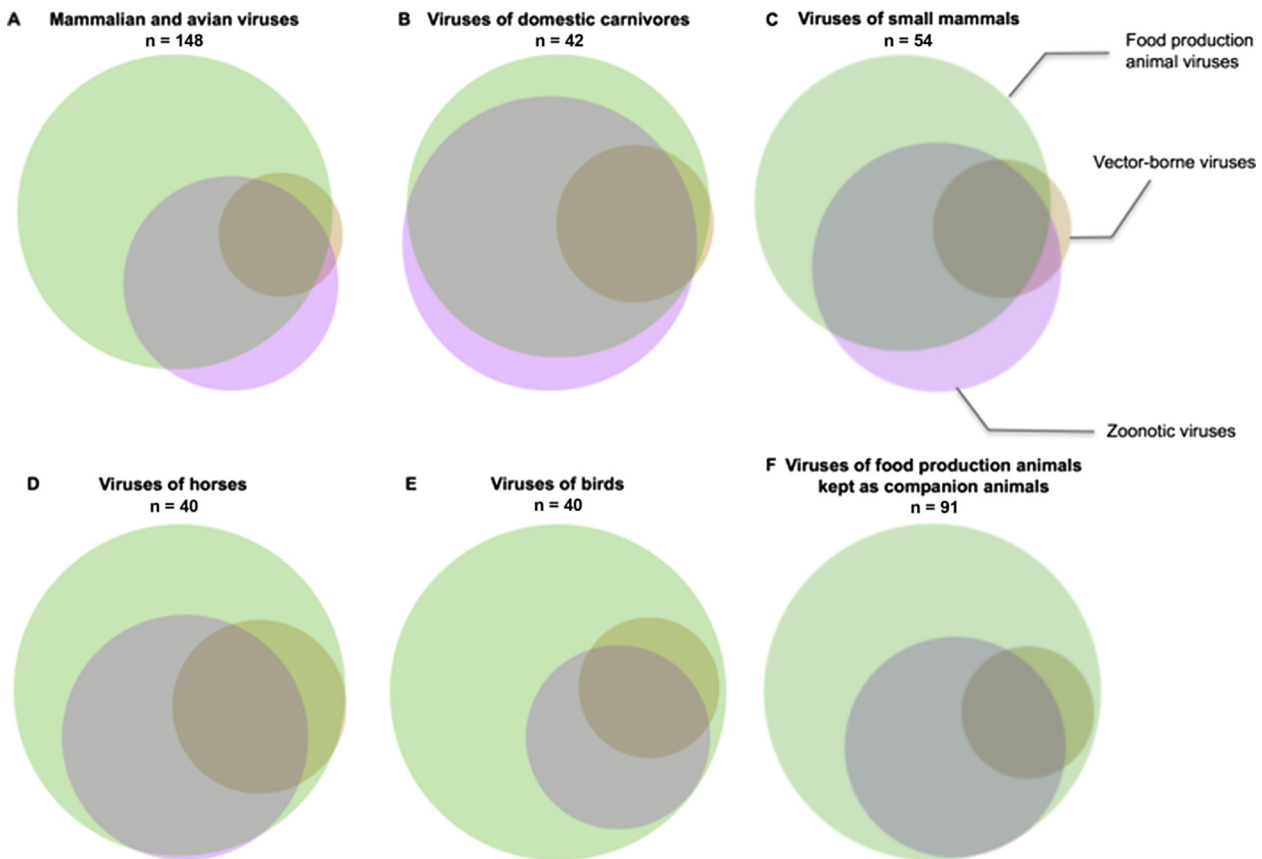 A Mammalian and avian viruses
n = 148
B Viruses of domestic carnivores
n = 42
C Viruses of small mammals
n = 54
Food production
animal viruses
Vector-borne viruses
Zoonotic viruses
D Viruses of horses
n = 40
E Viruses of birds
n = 40
F Viruses of food production animals
kept as companion animals
n = 91